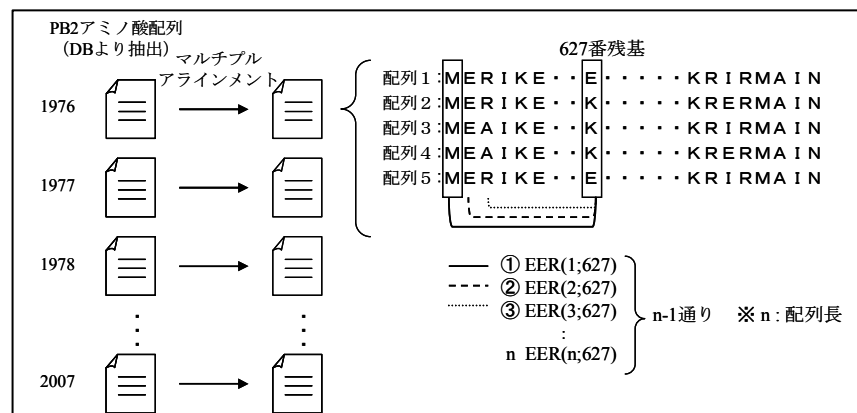 PB2アミノ酸配列
(DBより抽出)
マルチプル
アラインメント
1976
1977
1978
⋮
2007
627番残基
配列1:MERIKE・・E・・・・・KRIRMAIN
配列2:MERIKE・・K・・・・・KRERMAIN
配列3:MEAIKE・・K・・・・・KRIRMAIN
配列4:MEAIKE・・K・・・・・KRERMAIN
配列5:MERIKE・・E・・・・・KRIRMAIN
① EER(1;627)
② EER(2;627)
③ EER(3;627)
⋮
n EER(n;627)
n-1通り ※ n : 配列長